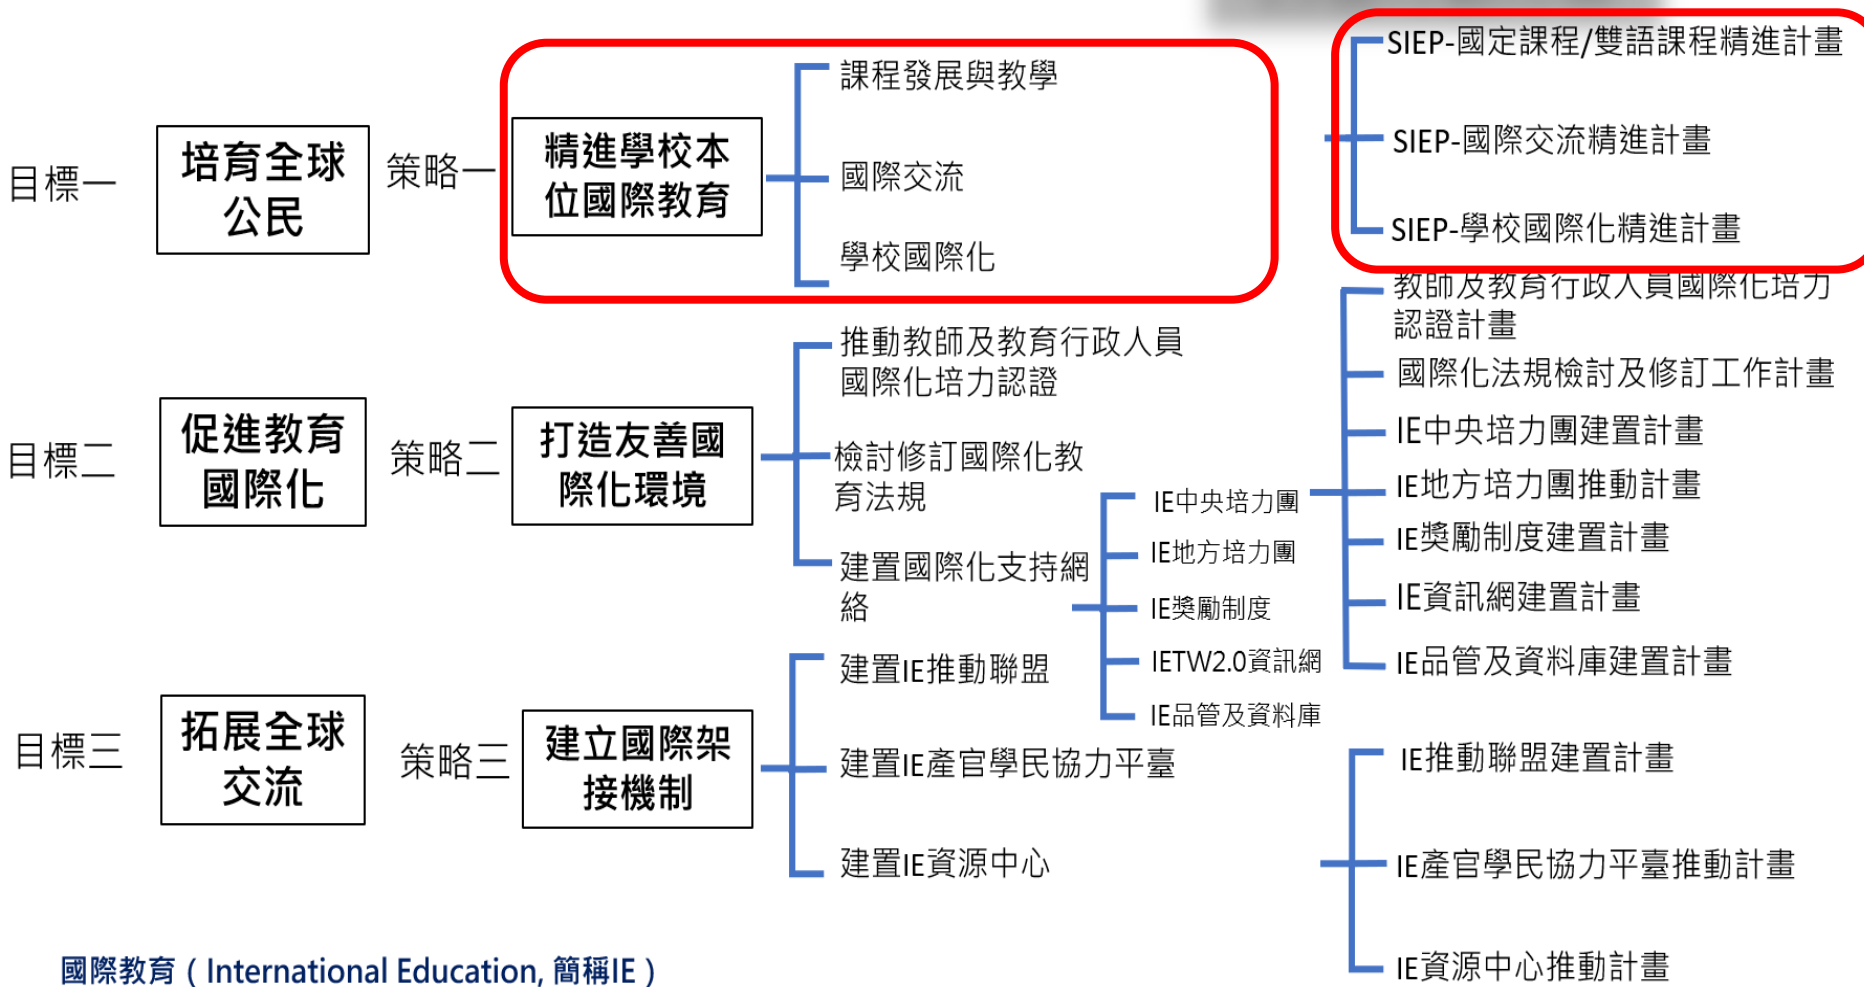 目標一
培育全球
公民
策略一
精進學校本
位國際教育
課程發展與教學
國際交流
學校國際化
SIEP-國定課程/雙語課程精進計畫
SIEP-國際交流精進計畫
SIEP-學校國際化精進計畫
目標二
促進教育
國際化
策略二
打造友善國
際化環境
推動教師及教育行政人員
國際化培力認證
檢討修訂國際化教
育法規
建置國際化支持網
絡
IE中央培力團
IE地方培力團
IE獎勵制度
IETW2.0資訊網
IE品管及資料庫
教師及教育行政人員國際化培力
認證計畫
國際化法規檢討及修訂工作計畫
IE中央培力團建置計畫
IE地方培力團推動計畫
IE獎勵制度建置計畫
IE資訊網建置計畫
IE品管及資料庫建置計畫
目標三
拓展全球
交流
策略三
建立國際架
接機制
建置IE推動聯盟
建置IE產官學民協力平臺
建置IE資源中心
IE推動聯盟建置計畫
IE產官學民協力平臺推動計畫
IE資源中心推動計畫
國際教育（International Education, 簡稱IE）